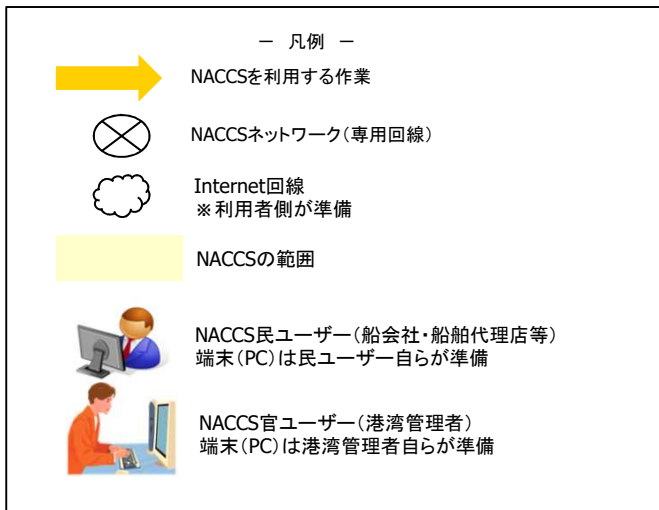 － 凡例 －
NACCSを利用する作業
NACCSネットワーク（専用回線）
Internet回線
※利用者側が準備
NACCSの範囲
NACCS民ユーザー（船会社・船舶代理店等）
端末（PC）は民ユーザー自らが準備
NACCS官ユーザー（港湾管理者）
端末（PC）は港湾管理者自らが準備